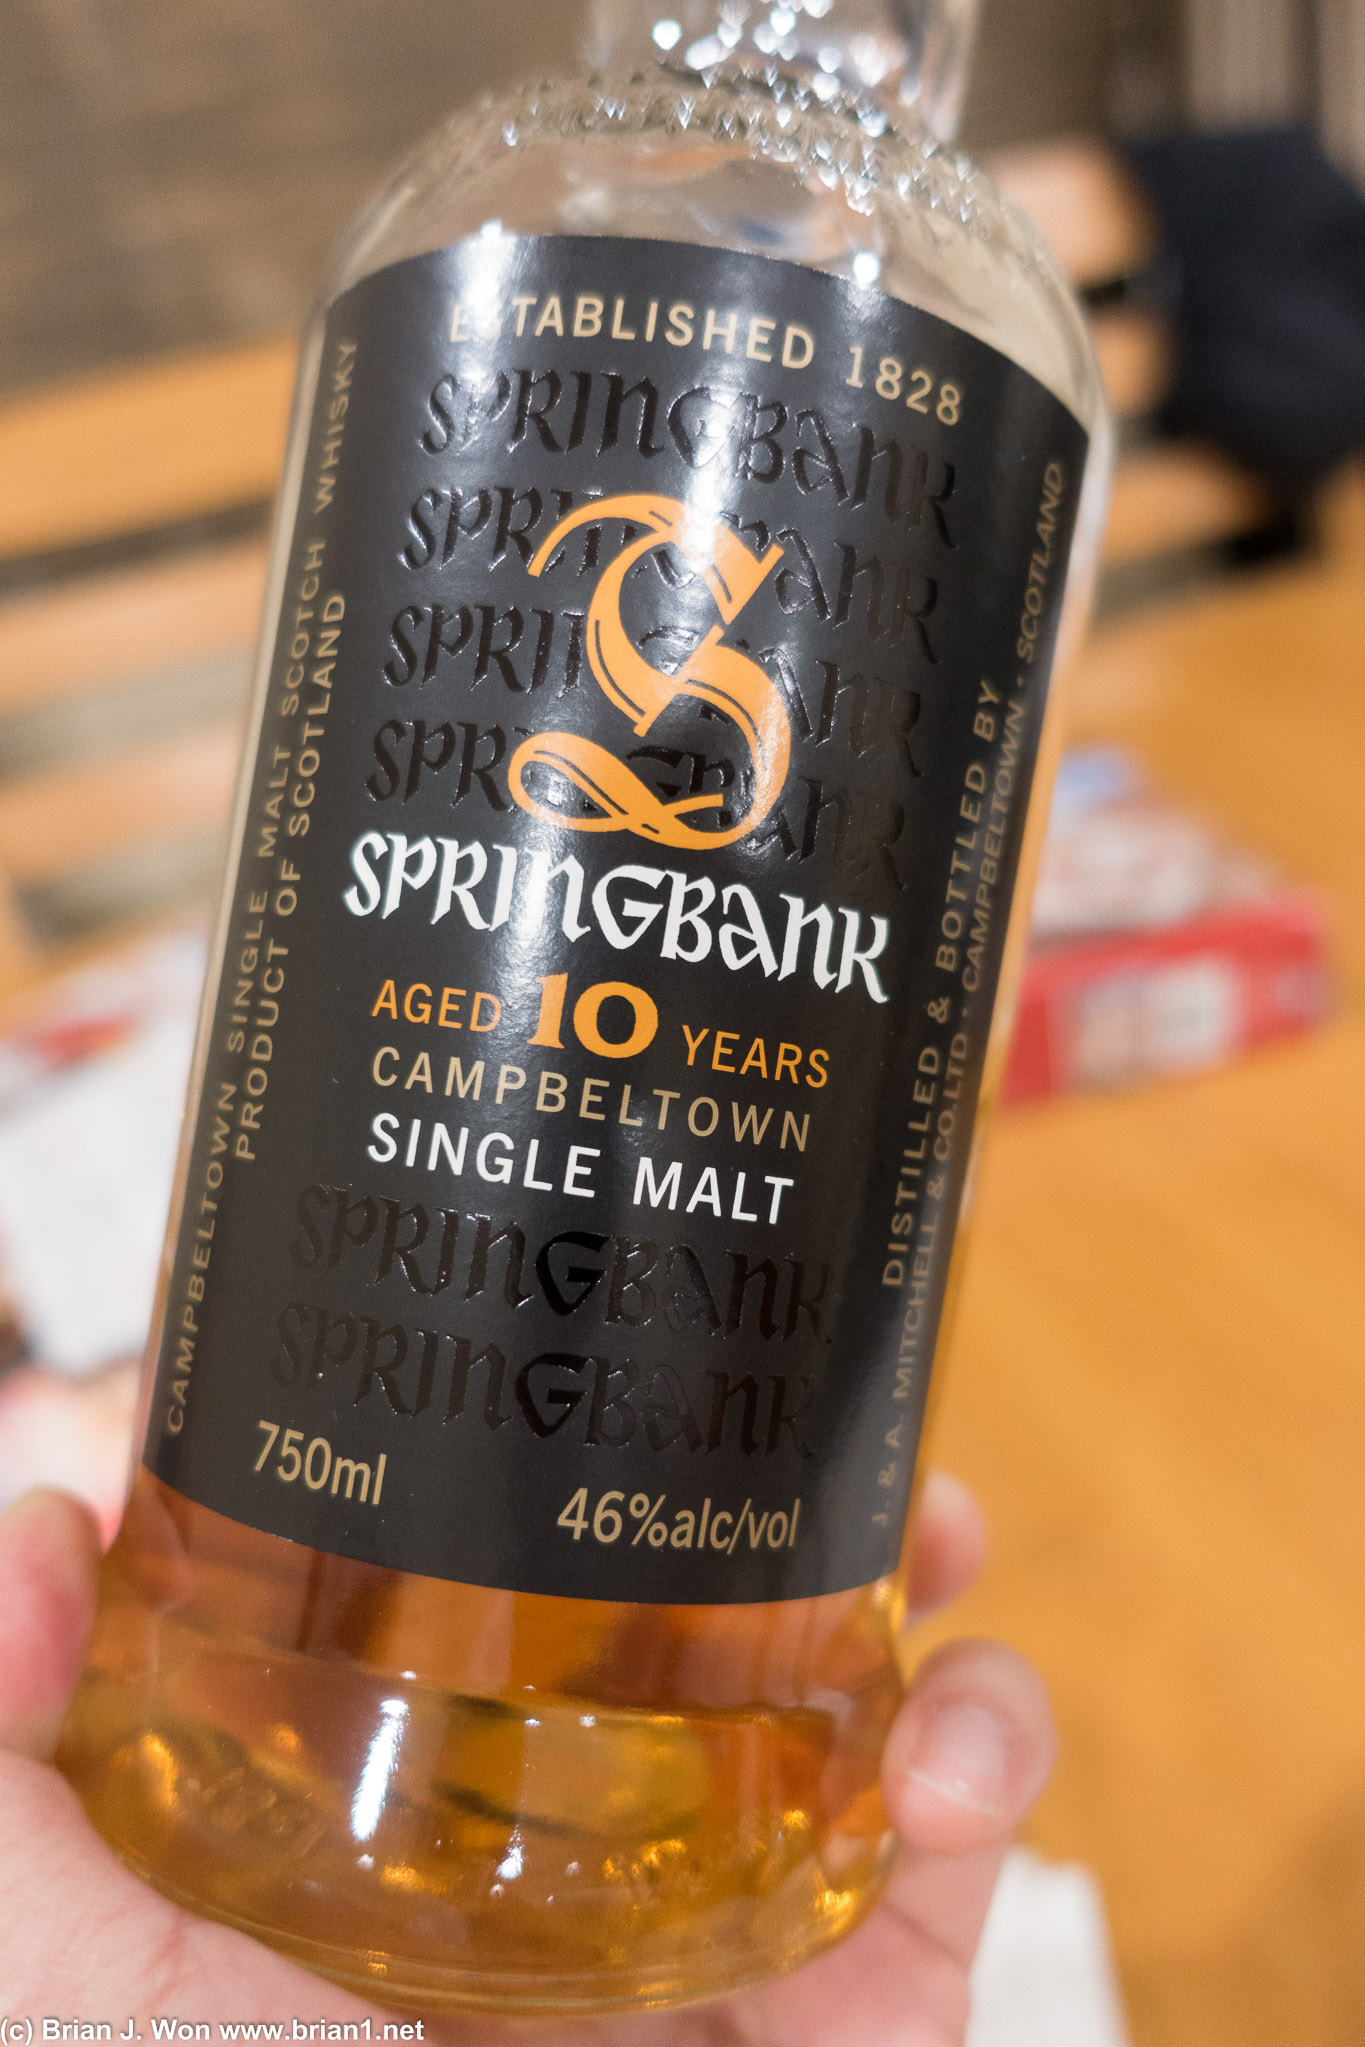 ESTABLISHED 1828
SPRINGBANK
SPRINGBANK
SPRINGBANK
SPRINGBANK
S
SPRINGBANK
AGED 10 YEARS
CAMPBELTOWN
SINGLE MALT
SPRINGBANK
SPRINGBANK
750ml
46%alc/vol
CAMPBELTOWN SINGLE MALT SCOTCH WHISKY
PRODUCT OF SCOTLAND
DISTILLED & BOTTLED BY
J. & A. MITCHELL & CO.LTD · CAMPBELTOWN · SCOTLAND
(c) Brian J. Won www.brian1.net